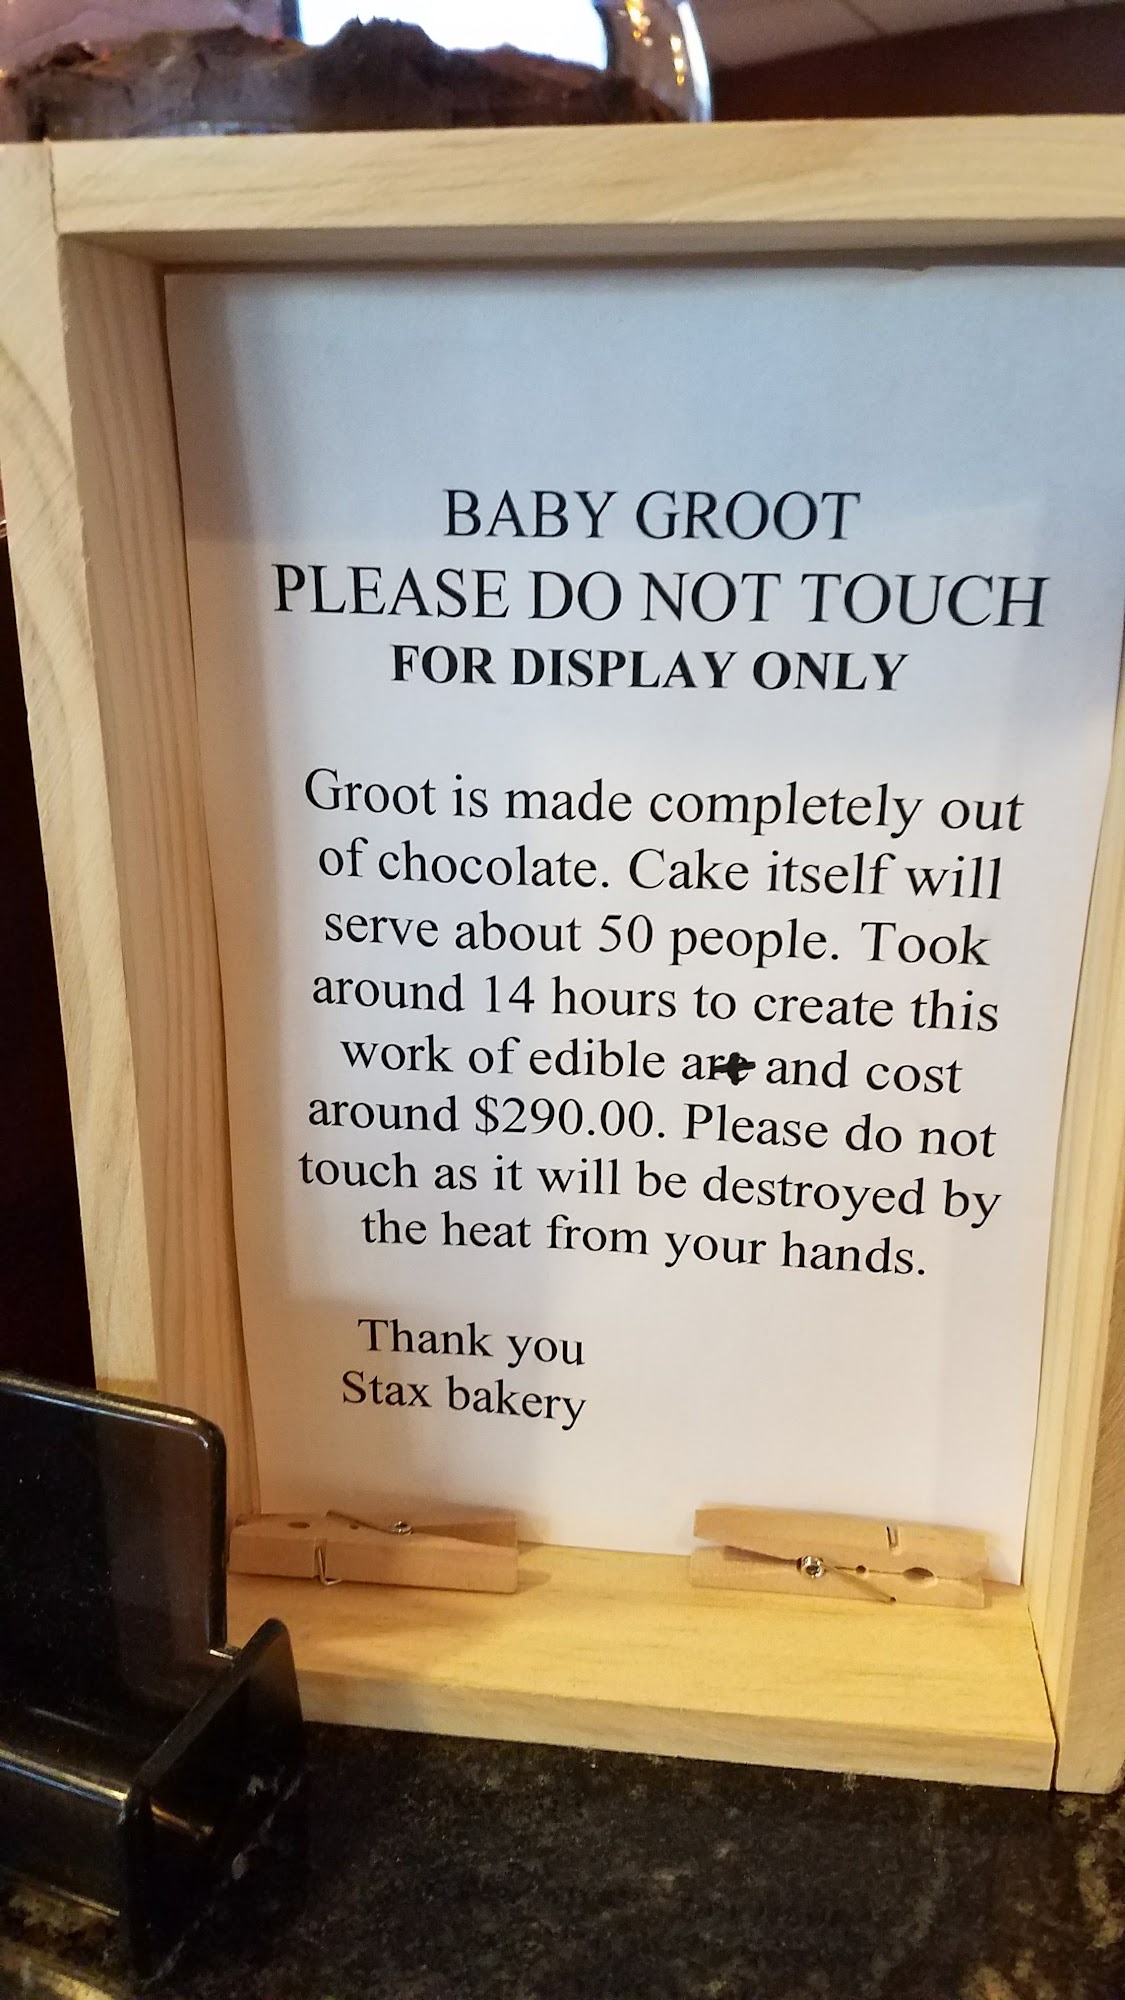 BABY GROOT
PLEASE DO NOT TOUCH
FOR DISPLAY ONLY
Groot is made completely out
of chocolate. Cake itself will
serve about 50 people. Took
around 14 hours to create this
work of edible art and cost
around $290.00. Please do not
touch as it will be destroyed by
the heat from your hands.
Thank you
Stax bakery